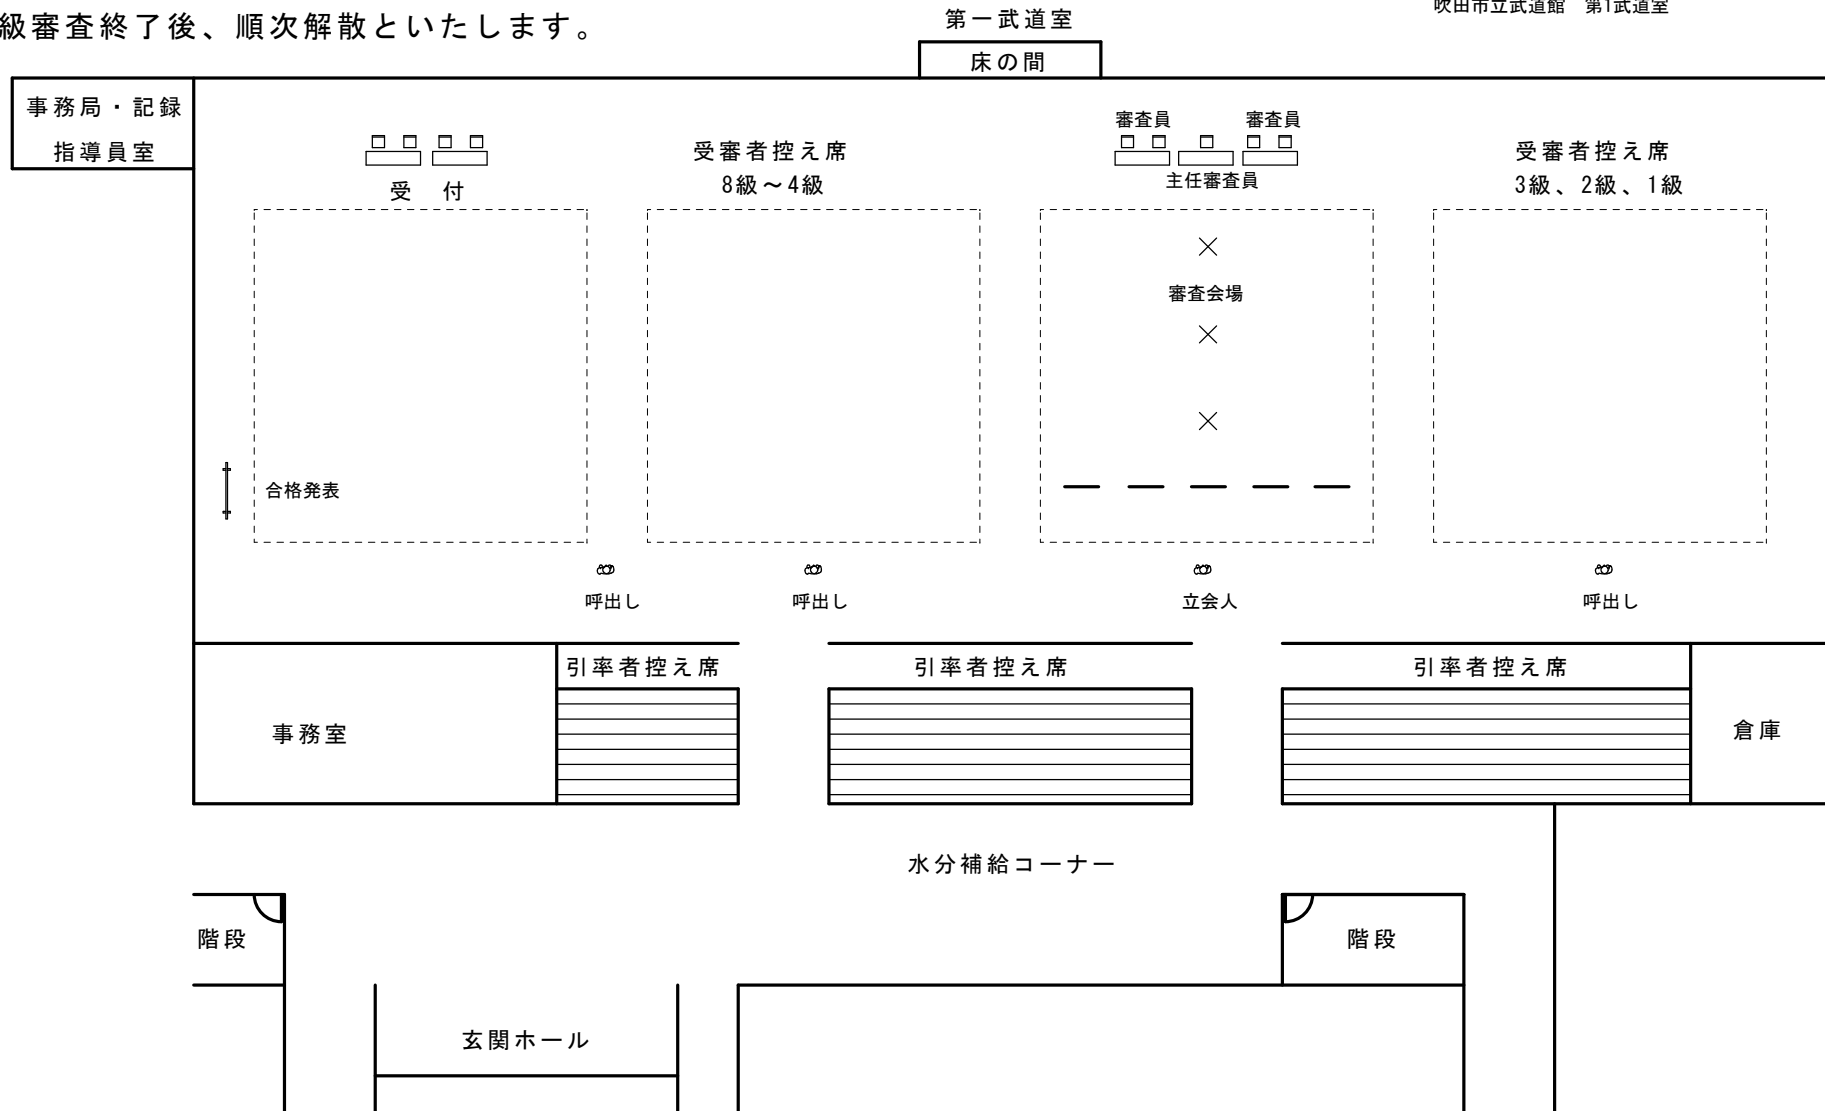 級審査終了後、順次解散といたします。
第一武道室
吹田市立武道館　第1武道室
床の間
事務局・記録
指導員室
受　付
受審者控え席
8級～4級
審査員
審査員
主任審査員
受審者控え席
3級、2級、1級
審査会場
合格発表
呼出し
呼出し
立会人
呼出し
引率者控え席
引率者控え席
引率者控え席
事務室
倉庫
水分補給コーナー
階段
階段
玄関ホール